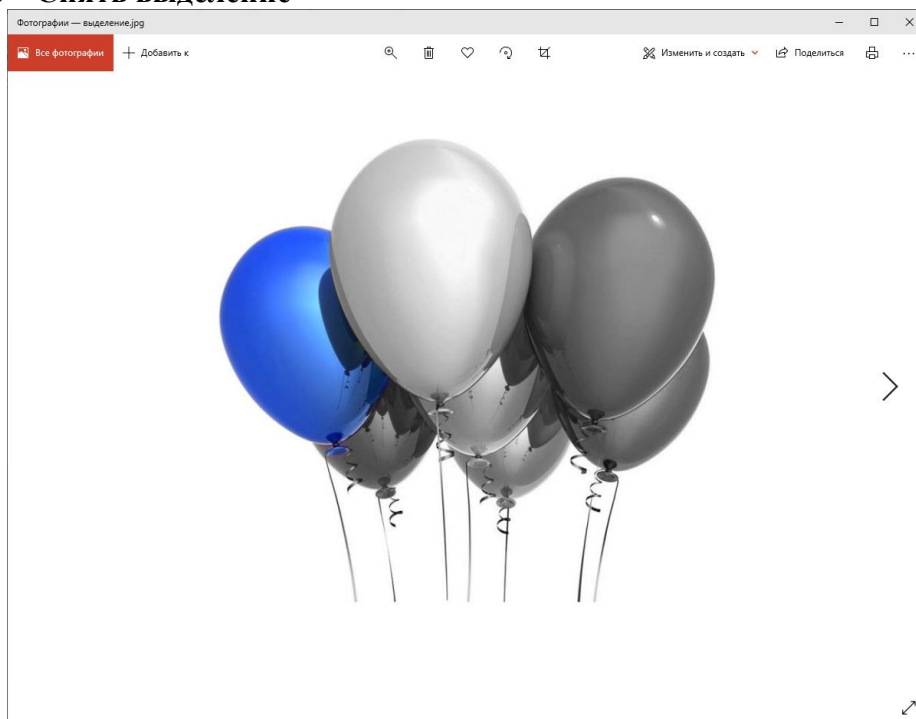 Снять выделение
Фотографии — выделение.jpg
Все фотографии
Добавить к
Изменить и создать
Поделиться